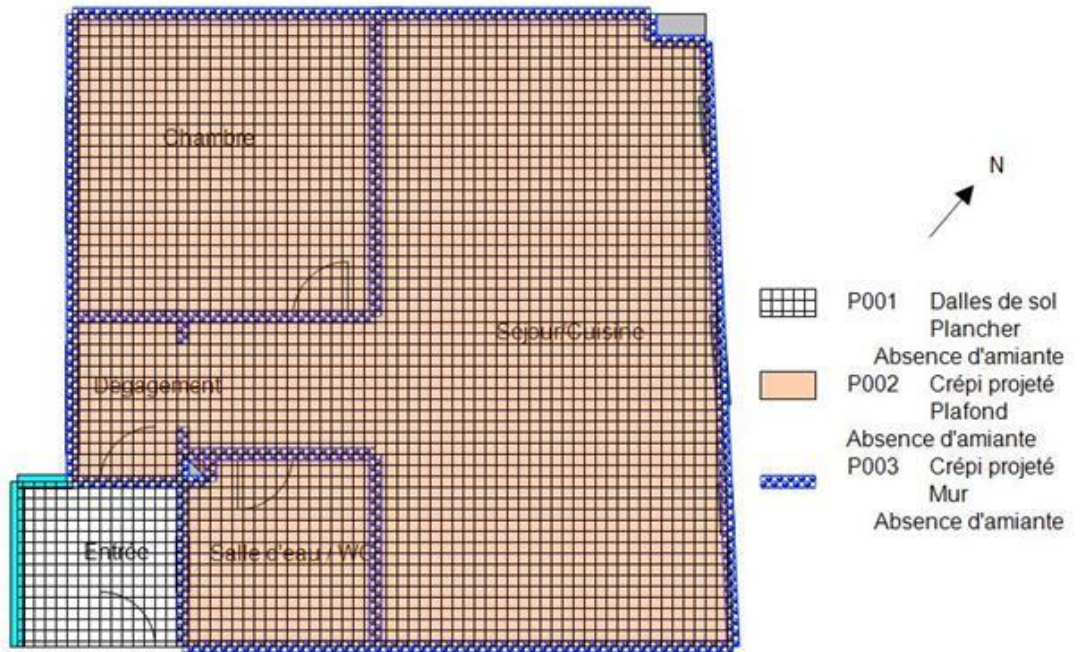 Chambre
N
Séjour/Cuisine
Dégagement
Entrée
Salle d'eau / WC
P001 Dalles de sol
Plancher
Absence d'amiante
P002 Crépi projeté
Plafond
Absence d'amiante
P003 Crépi projeté
Mur
Absence d'amiante